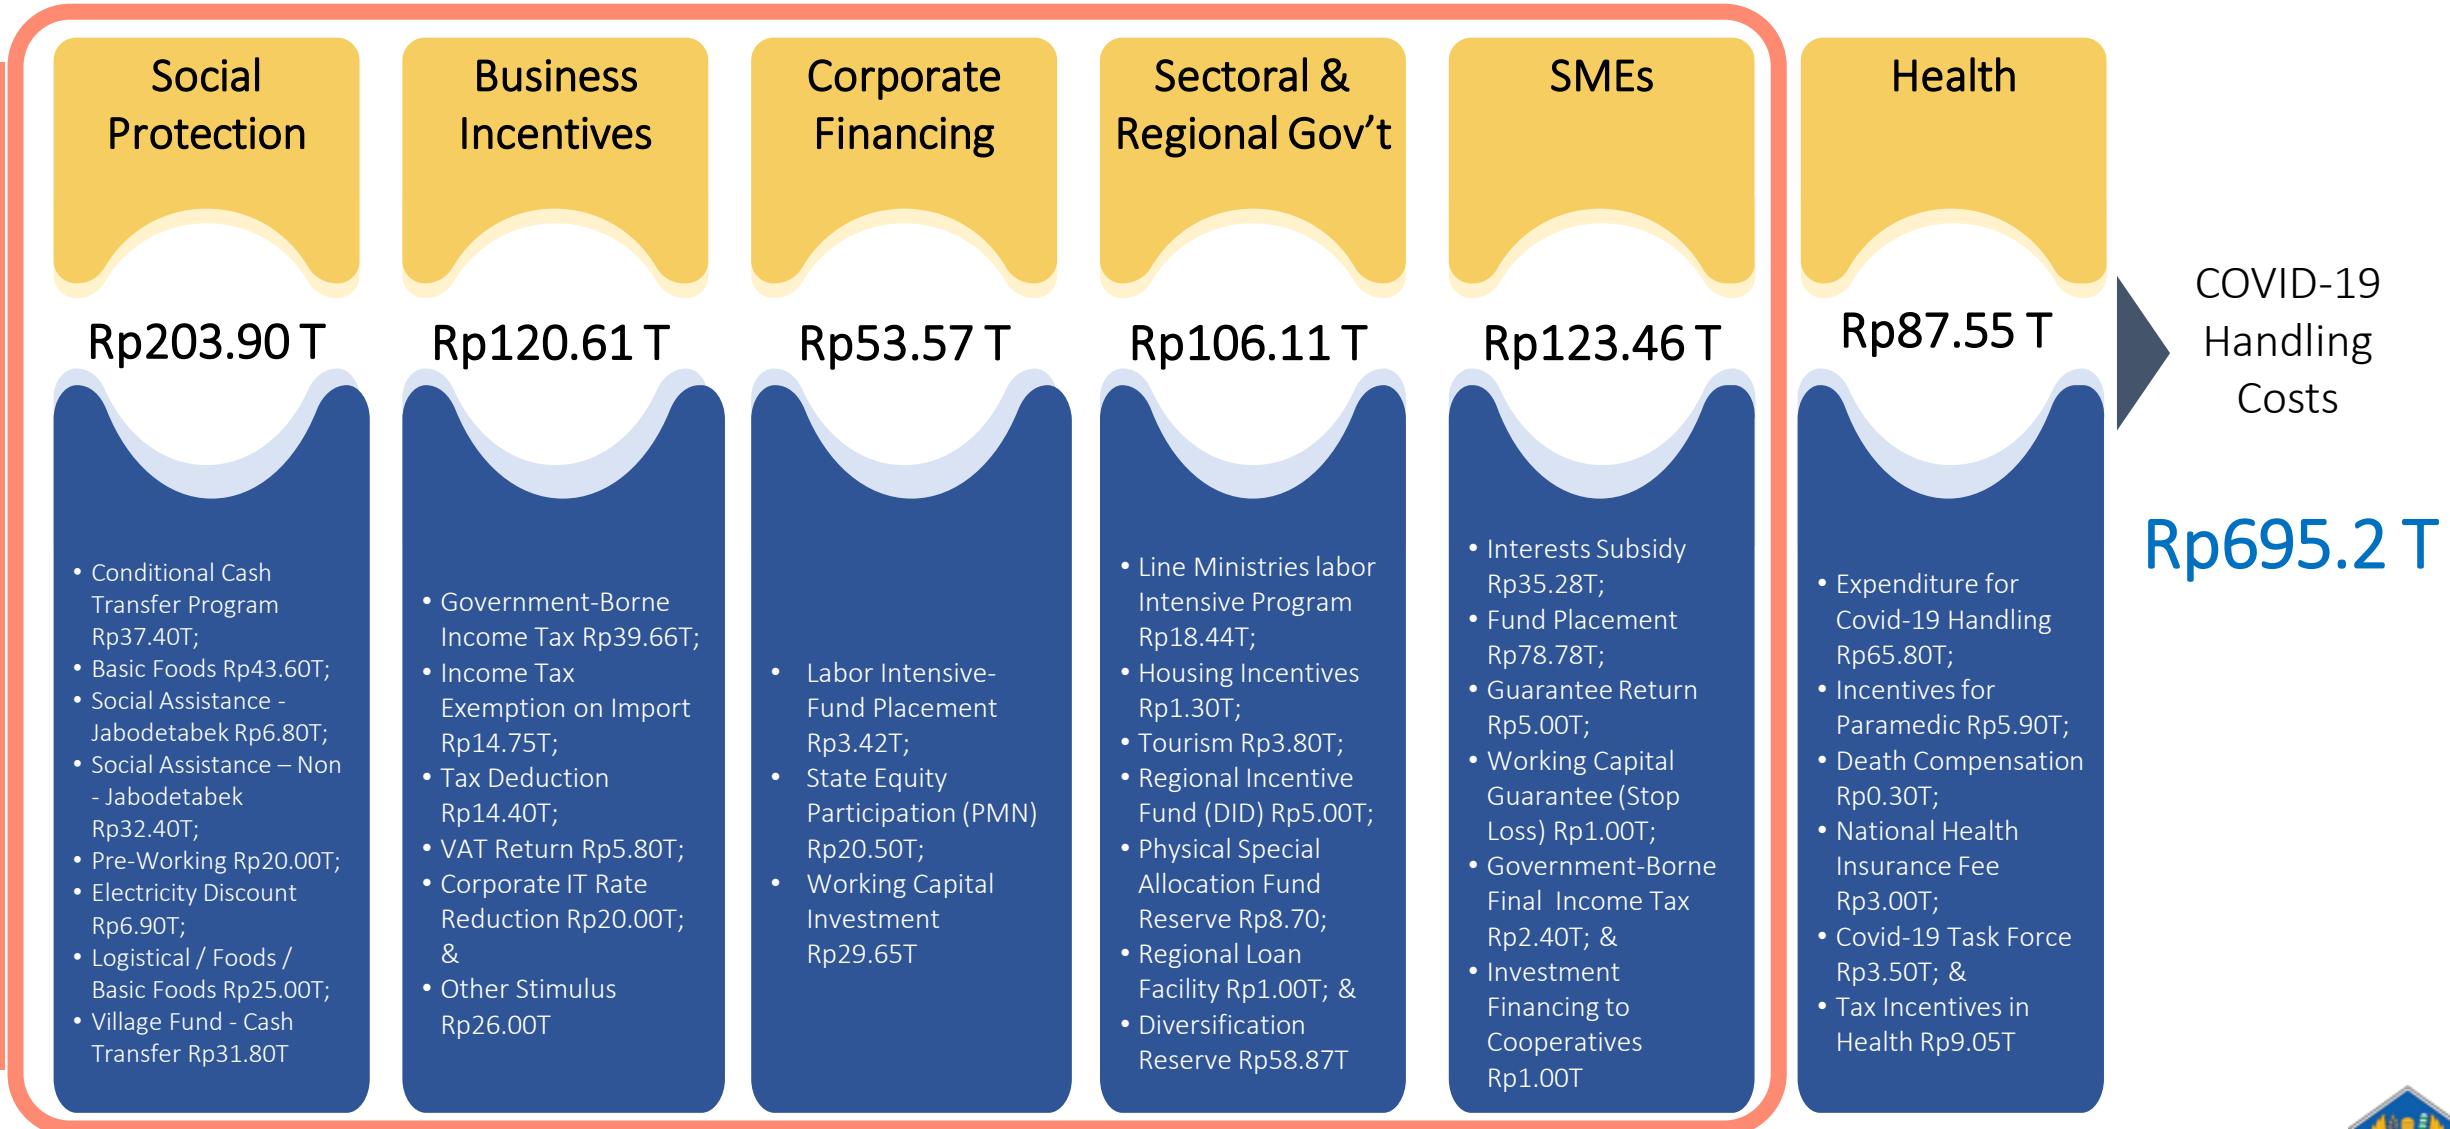 Social
Protection
Rp203.90 T
• Conditional Cash
Transfer Program
Rp37.40T;
• Basic Foods Rp43.60T;
• Social Assistance -
Jabodetabek Rp6.80T;
• Social Assistance – Non
- Jabodetabek
Rp32.40T;
• Pre-Working Rp20.00T;
• Electricity Discount
Rp6.90T;
• Logistical / Foods /
Basic Foods Rp25.00T;
• Village Fund - Cash
Transfer Rp31.80T
Business
Incentives
Rp120.61 T
• Government-Borne
Income Tax Rp39.66T;
• Income Tax
Exemption on Import
Rp14.75T;
• Tax Deduction
Rp14.40T;
• VAT Return Rp5.80T;
• Corporate IT Rate
Reduction Rp20.00T;
&
• Other Stimulus
Rp26.00T
Corporate
Financing
Rp53.57 T
• Labor Intensive-
Fund Placement
Rp3.42T;
• State Equity
Participation (PMN)
Rp20.50T;
• Working Capital
Investment
Rp29.65T
Sectoral &
Regional Gov’t
Rp106.11 T
• Line Ministries labor
Intensive Program
Rp18.44T;
• Housing Incentives
Rp1.30T;
• Tourism Rp3.80T;
• Regional Incentive
Fund (DID) Rp5.00T;
• Physical Special
Allocation Fund
Reserve Rp8.70;
• Regional Loan
Facility Rp1.00T; &
• Diversification
Reserve Rp58.87T
SMEs
Rp123.46 T
• Interests Subsidy
Rp35.28T;
• Fund Placement
Rp78.78T;
• Guarantee Return
Rp5.00T;
• Working Capital
Guarantee (Stop
Loss) Rp1.00T;
• Government-Borne
Final Income Tax
Rp2.40T; &
• Investment
Financing to
Cooperatives
Rp1.00T
Health
Rp87.55 T
• Expenditure for
Covid-19 Handling
Rp65.80T;
• Incentives for
Paramedic Rp5.90T;
• Death Compensation
Rp0.30T;
• National Health
Insurance Fee
Rp3.00T;
• Covid-19 Task Force
Rp3.50T; &
• Tax Incentives in
Health Rp9.05T
COVID-19
Handling
Costs
Rp695.2 T